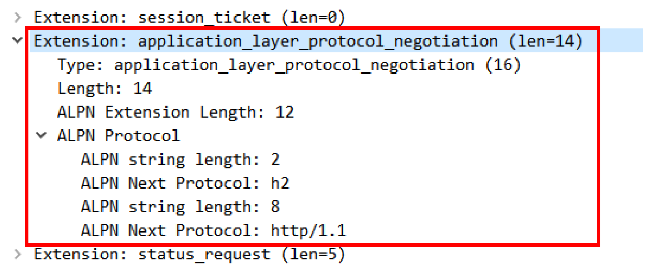 Extension: session_ticket (len=0)
Extension: application_layer_protocol_negotiation (len=14)
Type: application_layer_protocol_negotiation (16)
Length: 14
ALPN Extension Length: 12
ALPN Protocol
ALPN string length: 2
ALPN Next Protocol: h2
ALPN string length: 8
ALPN Next Protocol: http/1.1
Extension: status_request (len=5)